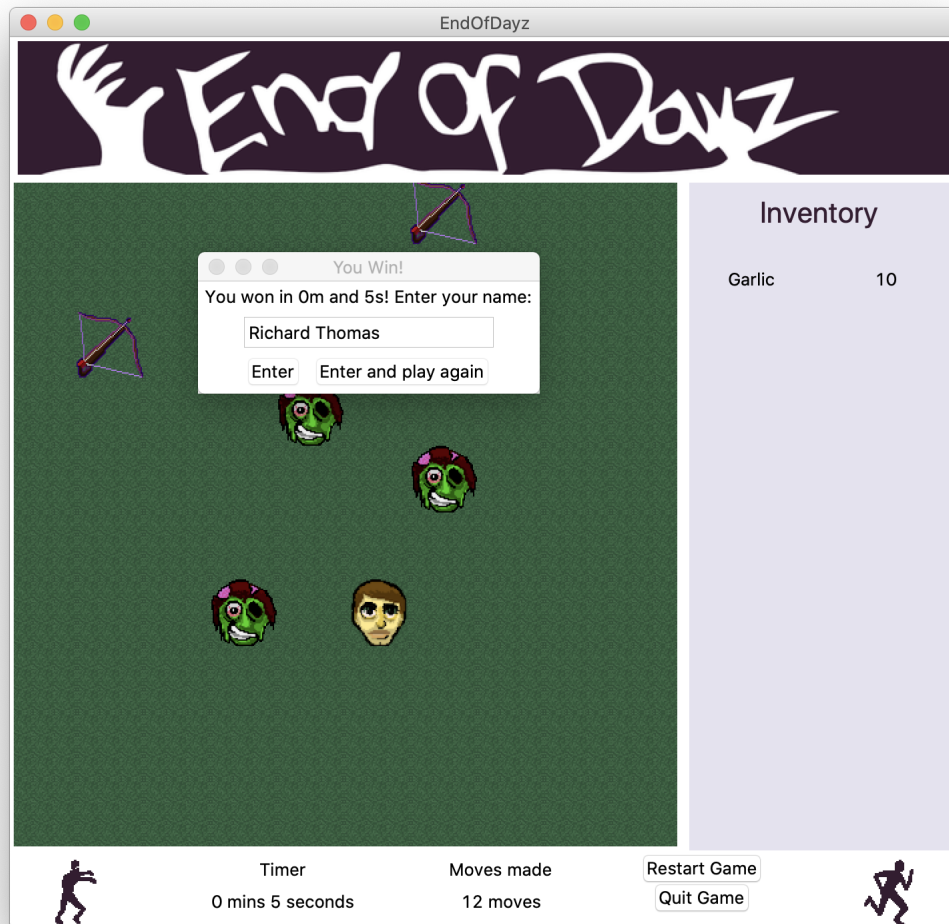 EndOfDayz
End of Dayz
Inventory
Garlic 10
You Win!
You won in 0m and 5s! Enter your name:
Richard Thomas
Enter Enter and play again
Timer Moves made Restart Game
0 mins 5 seconds 12 moves Quit Game